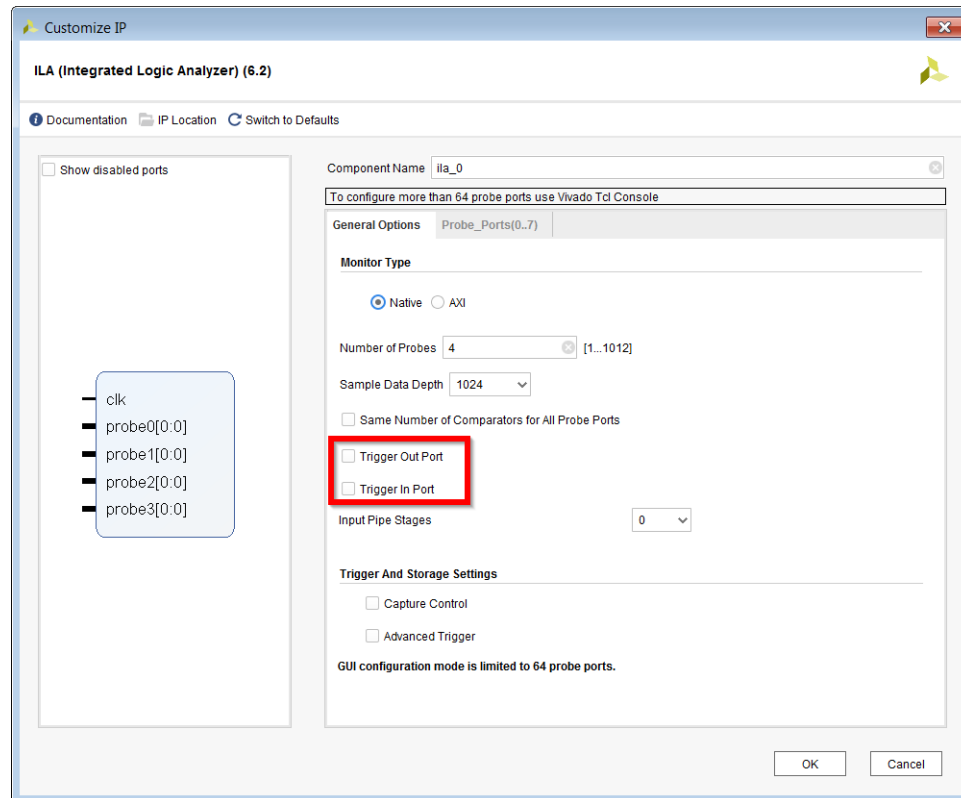 Customize IP
ILA (Integrated Logic Analyzer) (6.2)
Documentation IP Location Switch to Defaults
Show disabled ports
clk
probe0[0:0]
probe1[0:0]
probe2[0:0]
probe3[0:0]
Component Name ila_0
To configure more than 64 probe ports use Vivado Tcl Console
General Options Probe_Ports(0..7)
Monitor Type
Native AXI
Number of Probes 4 [1...1012]
Sample Data Depth 1024
Same Number of Comparators for All Probe Ports
Trigger Out Port
Trigger In Port
Input Pipe Stages 0
Trigger And Storage Settings
Capture Control
Advanced Trigger
GUI configuration mode is limited to 64 probe ports.
OK Cancel